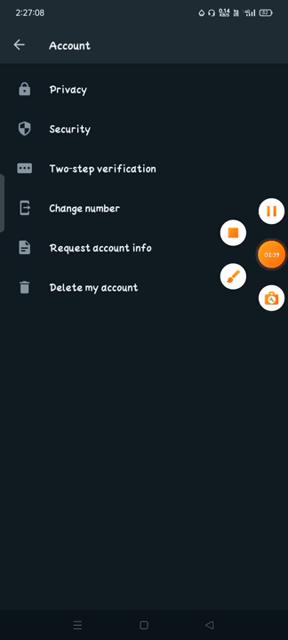 2:27:08
Account
Privacy
Security
Two-step verification
Change number
Request account info
Delete my account